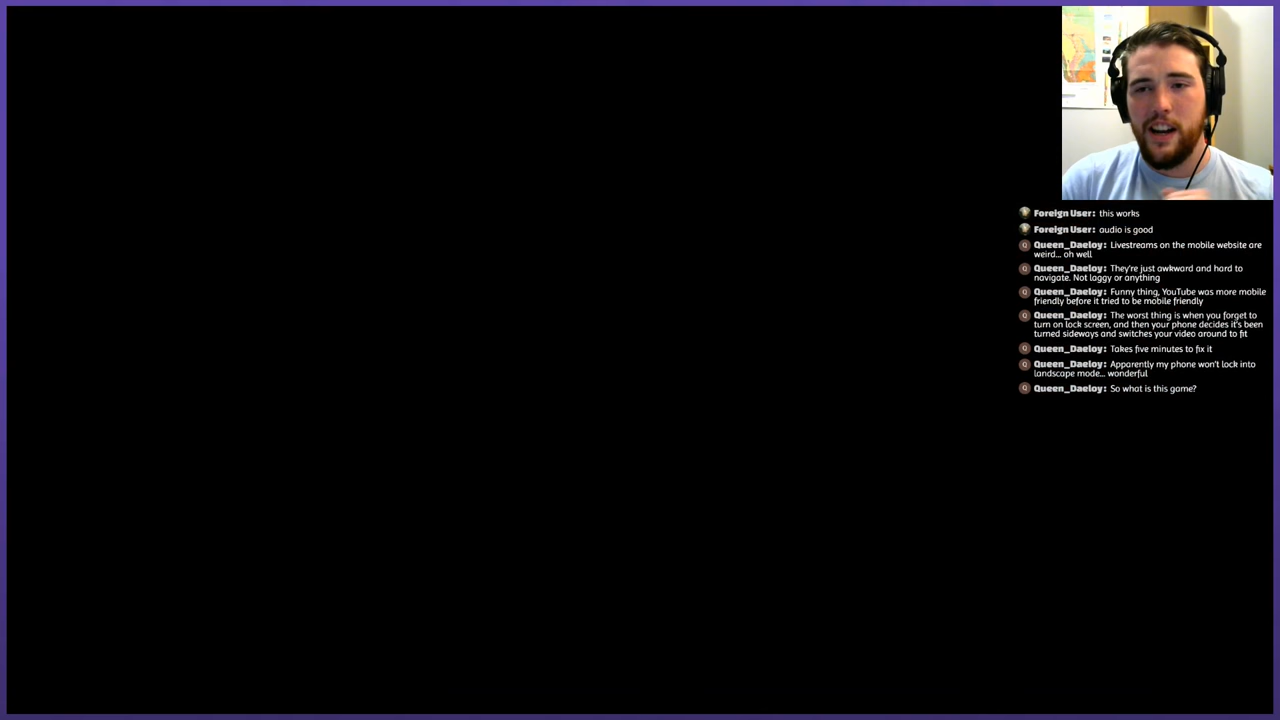 Foreign User: this works
Foreign User: audio is good
Queen_Daeloy: Livestreams on the mobile website are
weird... oh well
Queen_Daeloy: They're just awkward and hard to
navigate. Not laggy or anything
Queen_Daeloy: Funny thing, YouTube was more mobile
friendly before it tried to be mobile friendly
Queen_Daeloy: The worst thing is when you forget to
turn on lock screen, and then your phone decides it's been
turned sideways and switches your video around to fit
Queen_Daeloy: Takes five minutes to fix it
Queen_Daeloy: Apparently my phone won't lock into
landscape mode... wonderful
Queen_Daeloy: So what is this game?